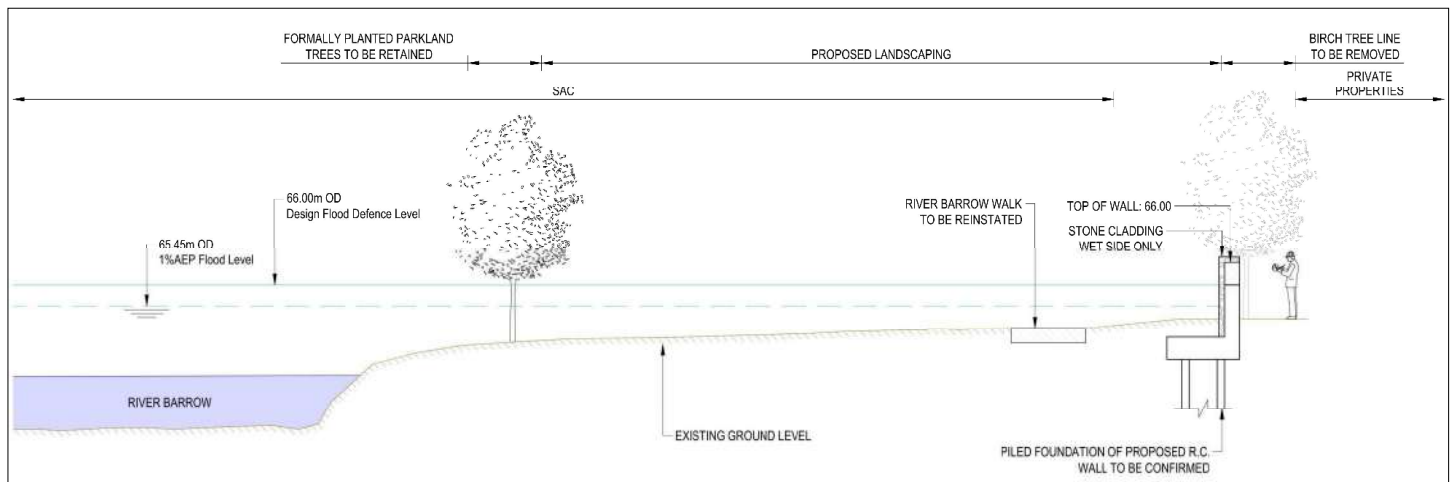 FORMALLY PLANTED PARKLAND
TREES TO BE RETAINED
PROPOSED LANDSCAPING
BIRCH TREE LINE
TO BE REMOVED
PRIVATE
PROPERTIES
SAC
66.00m OD
Design Flood Defence Level
65.45m OD
1%AEP Flood Level
RIVER BARROW WALK
TO BE REINSTATED
TOP OF WALL: 66.00
STONE CLADDING
WET SIDE ONLY
RIVER BARROW
EXISTING GROUND LEVEL
PILED FOUNDATION OF PROPOSED R.C.
WALL TO BE CONFIRMED